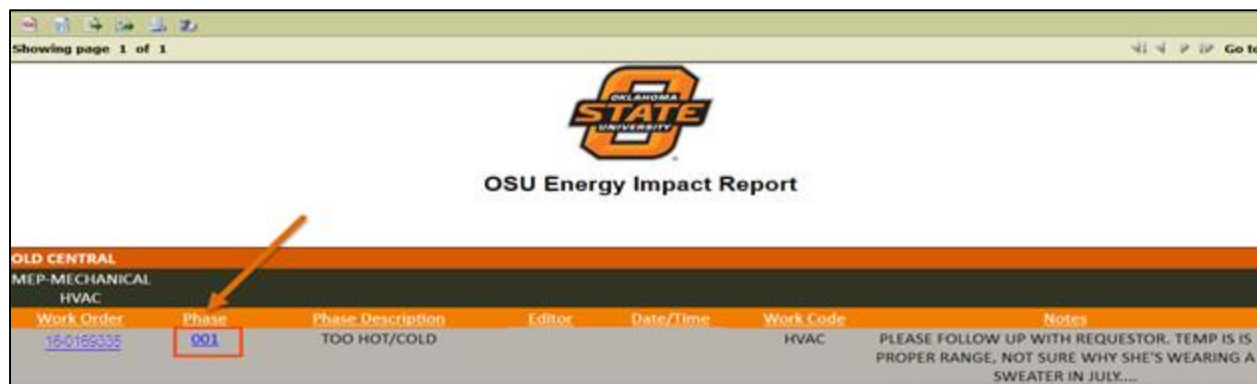 Showing page 1 of 1
Go to
OKLAHOMA
STATE
UNIVERSITY
OSU Energy Impact Report
OLD CENTRAL
MEP-MECHANICAL
HVAC
Work Order Phase Phase Description Editor Date/Time Work Code Notes
16-0169335 001 TOO HOT/COLD HVAC PLEASE FOLLOW UP WITH REQUESTOR. TEMP IS IS
PROPER RANGE, NOT SURE WHY SHE'S WEARING A
SWEATER IN JULY....